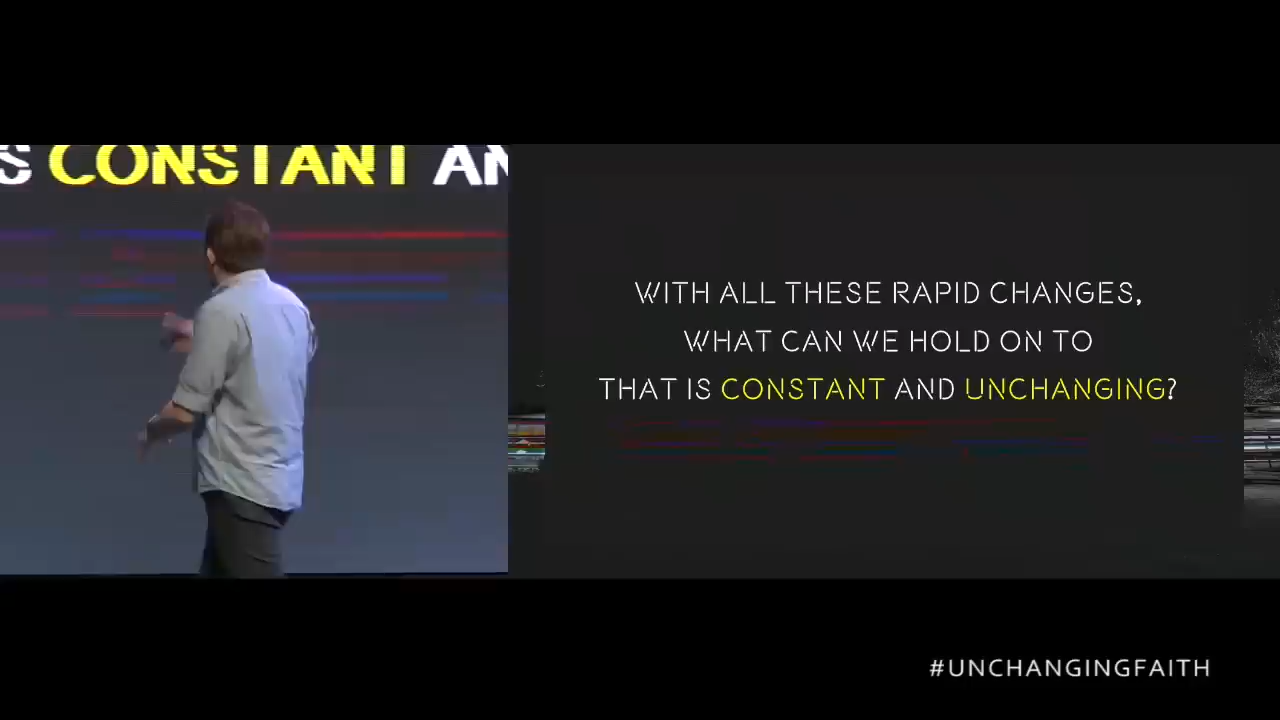 S CONSTANT AN
WITH ALL THESE RAPID CHANGES,
WHAT CAN WE HOLD ON TO
THAT IS CONSTANT AND UNCHANGING?
#UNCHANGINGFAITH